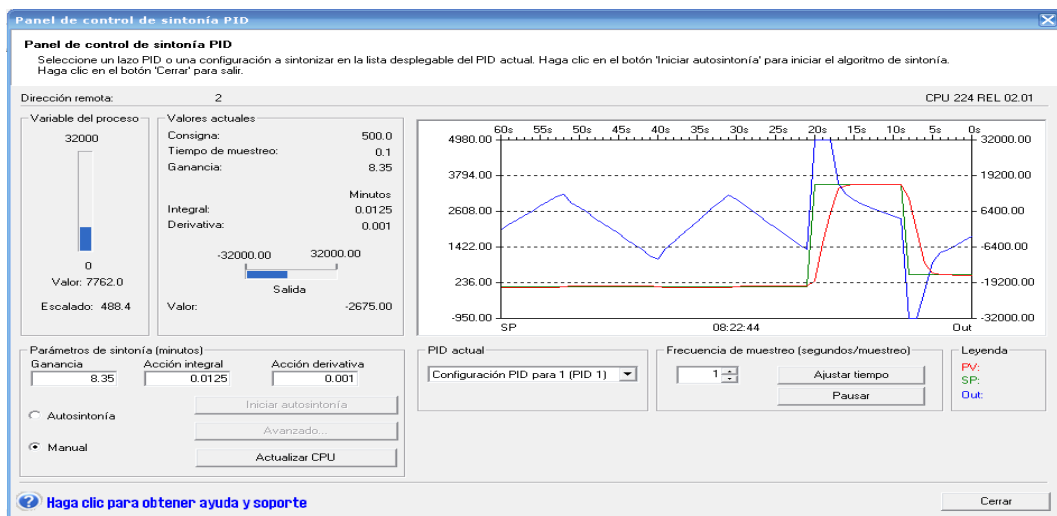 Panel de control de sintonía PID
Panel de control de sintonía PID
Seleccione un lazo PID o una configuración a sintonizar en la lista desplegable del PID actual. Haga clic en el botón 'Iniciar autosintonía' para iniciar el algoritmo de sintonía.
Haga clic en el botón 'Cerrar' para salir.
Dirección remota: 2 CPU 224 REL 02.01
Variable del proceso
32000
0
Valor: 7762.0
Escalado: 488.4
Valores actuales
Consigna: 500.0
Tiempo de muestreo: 0.1
Ganancia: 8.35
Minutos
Integral: 0.0125
Derivativa: 0.001
-32000.00 32000.00
Salida
Valor: -2675.00
60s 55s 50s 45s 40s 35s 30s 25s 20s 15s 10s 5s 0s
4980.00 32000.00
3794.00 19200.00
2608.00 6400.00
1422.00 -6400.00
236.00 -19200.00
-950.00 -32000.00
SP 08:22:44 Out
Parámetros de sintonía (minutos)
Ganancia Acción integral Acción derivativa
8.35 0.0125 0.001
Autosintonía
Manual
Iniciar autosintonía
Avanzado...
Actualizar CPU
PID actual
Configuración PID para 1 (PID 1)
Frecuencia de muestreo (segundos/muestreo)
1
Ajustar tiempo
Pausar
Leyenda
PV:
SP:
Out:
Haga clic para obtener ayuda y soporte
Cerrar